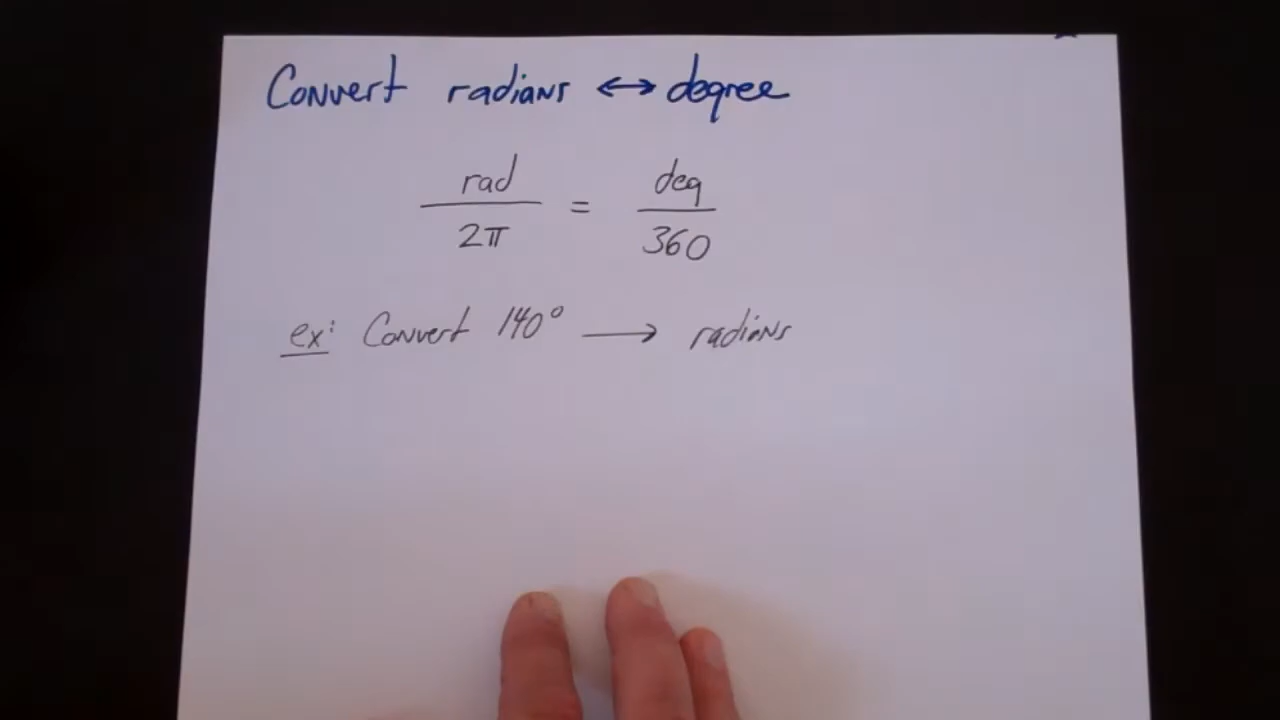 Convert radians ↔ degree
rad / 2π = deg / 360
ex: Convert 140° → radians